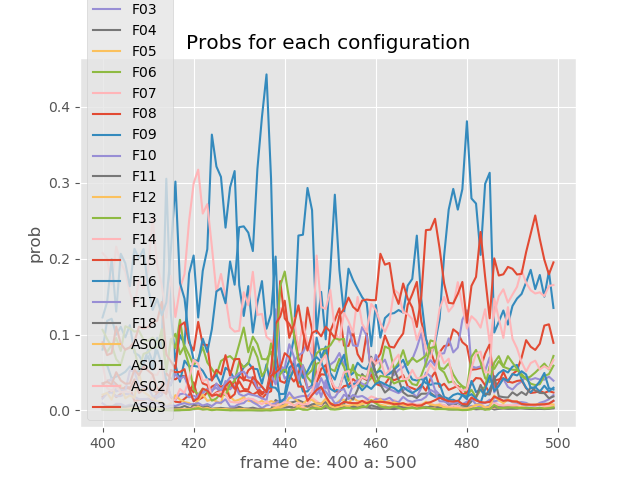 F03
F04
F05
F06
F07
F08
F09
F10
F11
F12
F13
F14
F15
F16
F17
F18
AS00
AS01
AS02
AS03
Probs for each configuration
0.4
0.3
0.2
0.1
0.0
prob
400
420
440
460
480
500
frame de: 400 a: 500